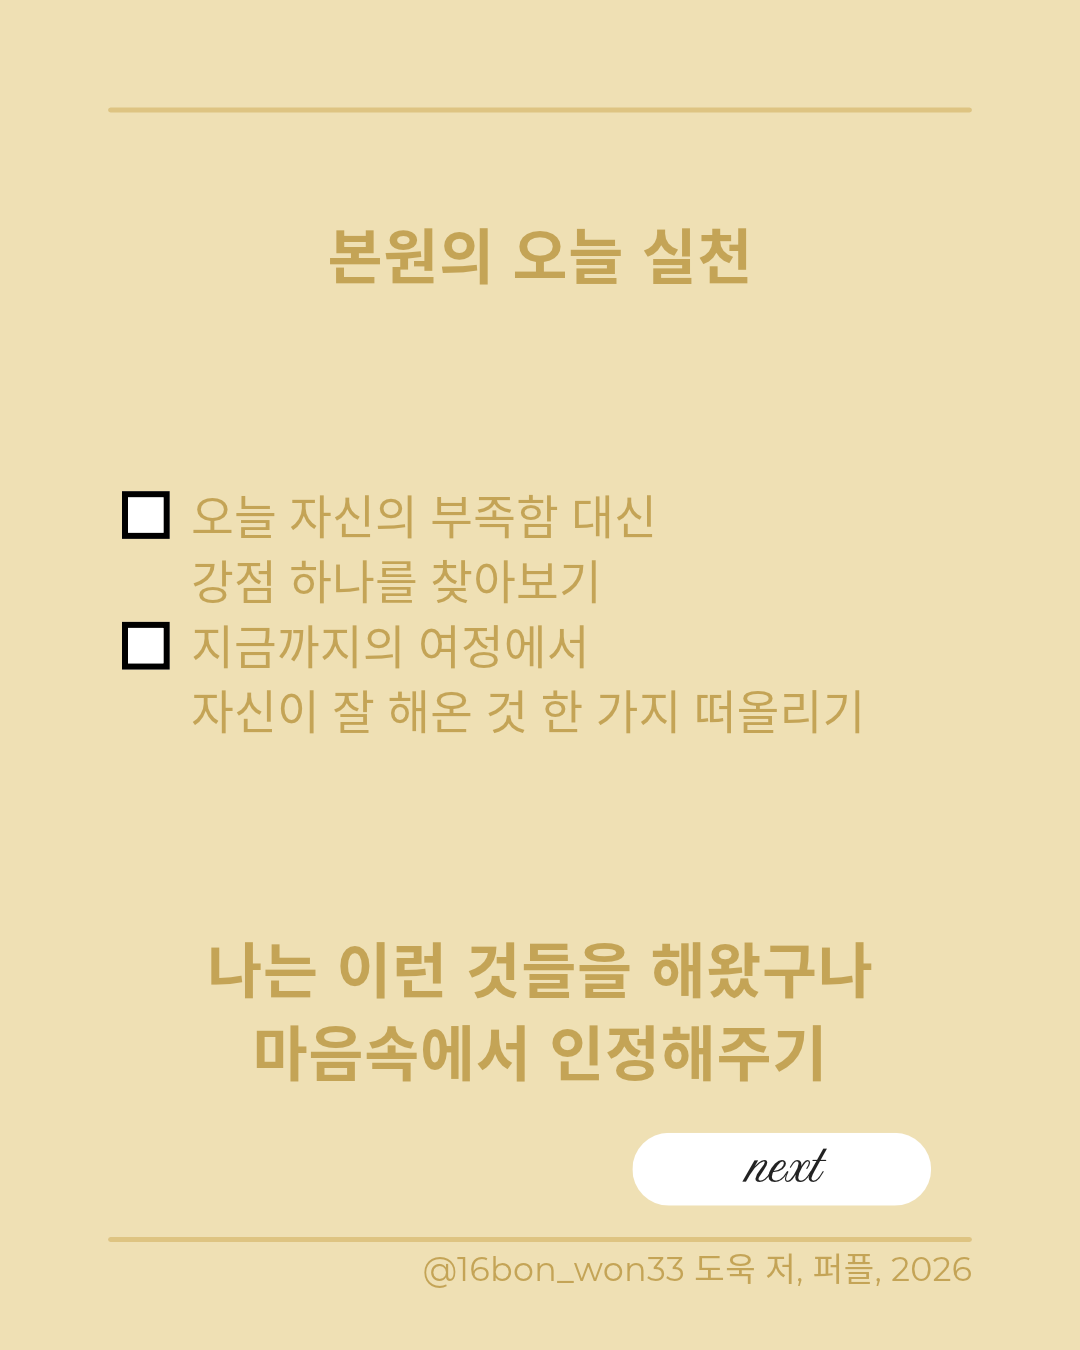 본원의 오늘 실천
오늘 자신의 부족함 대신
강점 하나를 찾아보기
지금까지의 여정에서
자신이 잘 해온 것 한 가지 떠올리기
나는 이런 것들을 해왔구나
마음속에서 인정해주기
next
@16bon_won33 도욱 저, 퍼플, 2026